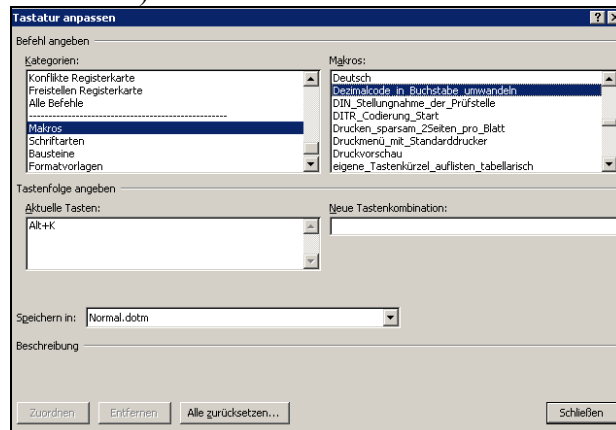 Tastatur anpassen
Befehl angeben
Kategorien:
Konflikte Registerkarte
Freistellen Registerkarte
Alle Befehle
--------------------------------------------------
Makros
Schriftarten
Bausteine
Formatvorlagen
Makros:
Deutsch
Dezimalcode_in_Buchstabe_umwandeln
DIN_Stellungnahme_der_Prüfstelle
DITR_Codierung_Start
Drucken_sparsam_2Seiten_pro_Blatt
Druckmenü_mit_Standarddrucker
Druckvorschau
eigene_Tastenkürzel_auflisten_tabellarisch
Tastenfolge angeben
Aktuelle Tasten:
Alt+K
Neue Tastenkombination:
Speichern in: Normal.dotm
Beschreibung
Zuordnen Entfernen Alle zurücksetzen... Schließen